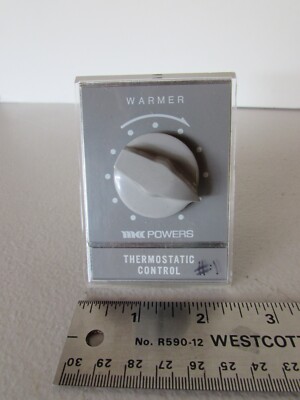 WARMER
POWERS
THERMOSTATIC
CONTROL #1
1 2 3
No. R590-12 WESTCOTT
30 29 28 27 26 25 24 23 22